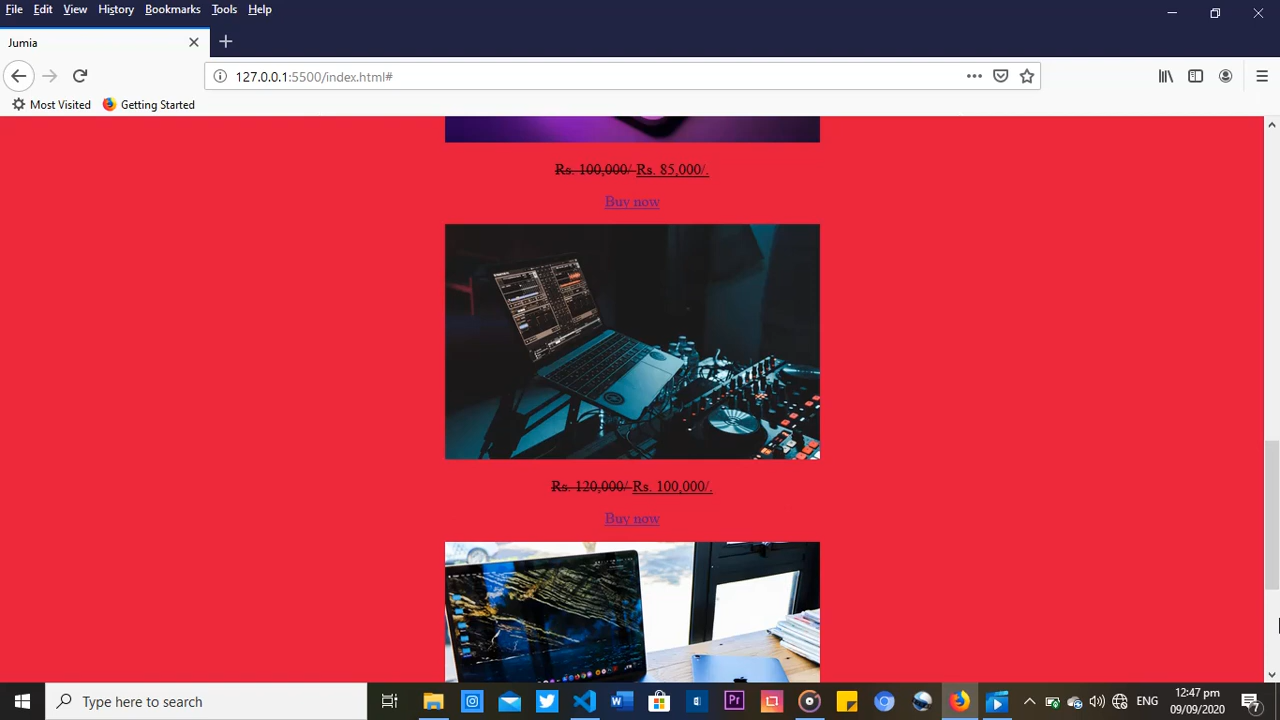 File Edit View History Bookmarks Tools Help
Jumia
127.0.0.1:5500/index.html#
Most Visited Getting Started
Rs. 100,000/- Rs. 85,000/.
Buy now
Rs. 120,000/- Rs. 100,000/.
Buy now
Type here to search
ENG
12:47 pm
09/09/2020
7